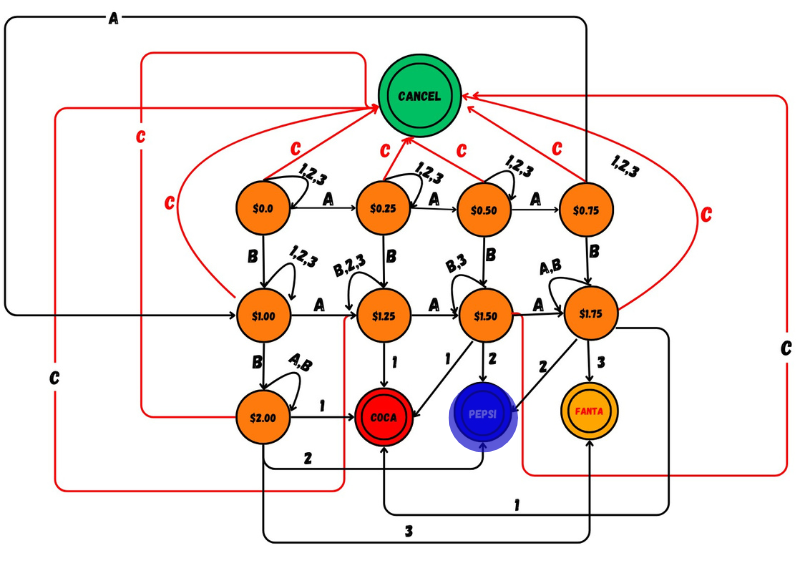 A
CANCEL
C
C
C
C
C
1,2,3
1,2,3
1,2,3
1,2,3
$0.0
A
$0.25
A
$0.50
A
$0.75
C
C
B
1,2,3
B,2,3
B
B,3
B
A,B
B
$1.00
A
$1.25
A
$1.50
A
$1.75
C
C
B
A,B
1
1
2
2
3
$2.00
1
COCA
PEPSI
FANTA
2
1
3